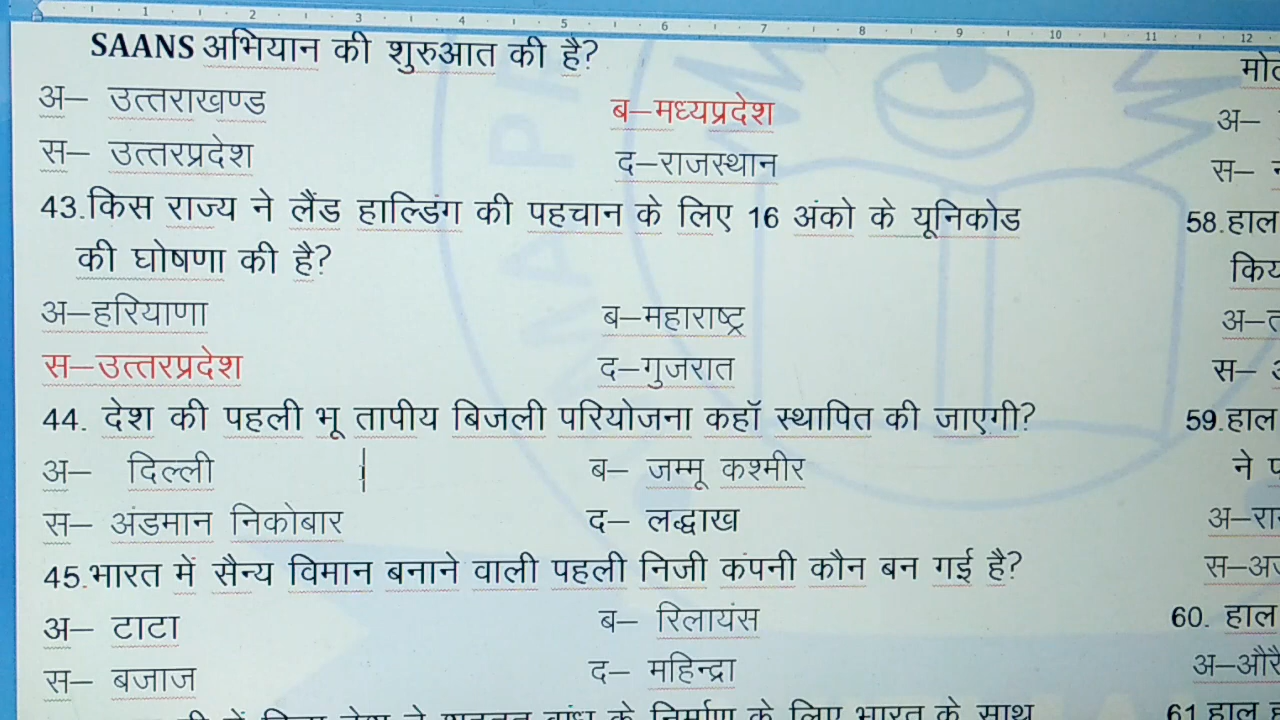 SAANS अभियान की शुरुआत की है?
अ– उत्तराखण्ड ब–मध्यप्रदेश
स– उत्तरप्रदेश द–राजस्थान
43.किस राज्य ने लैंड हाल्डिंग की पहचान के लिए 16 अंको के यूनिकोड
की घोषणा की है?
अ–हरियाणा ब–महाराष्ट्र
स–उत्तरप्रदेश द–गुजरात
44. देश की पहली भू तापीय बिजली परियोजना कहॉ स्थापित की जाएगी?
अ– दिल्ली ब– जम्मू कश्मीर
स– अंडमान निकोबार द– लद्धाख
45.भारत में सैन्य विमान बनाने वाली पहली निजी कंपनी कौन बन गई है?
अ– टाटा ब– रिलायंस
स– बजाज द– महिन्द्रा
के निर्माण के लिए भारत के साथ
अ–
स–
58.हाल
59.हाल
ने
60. हाल
61.हाल